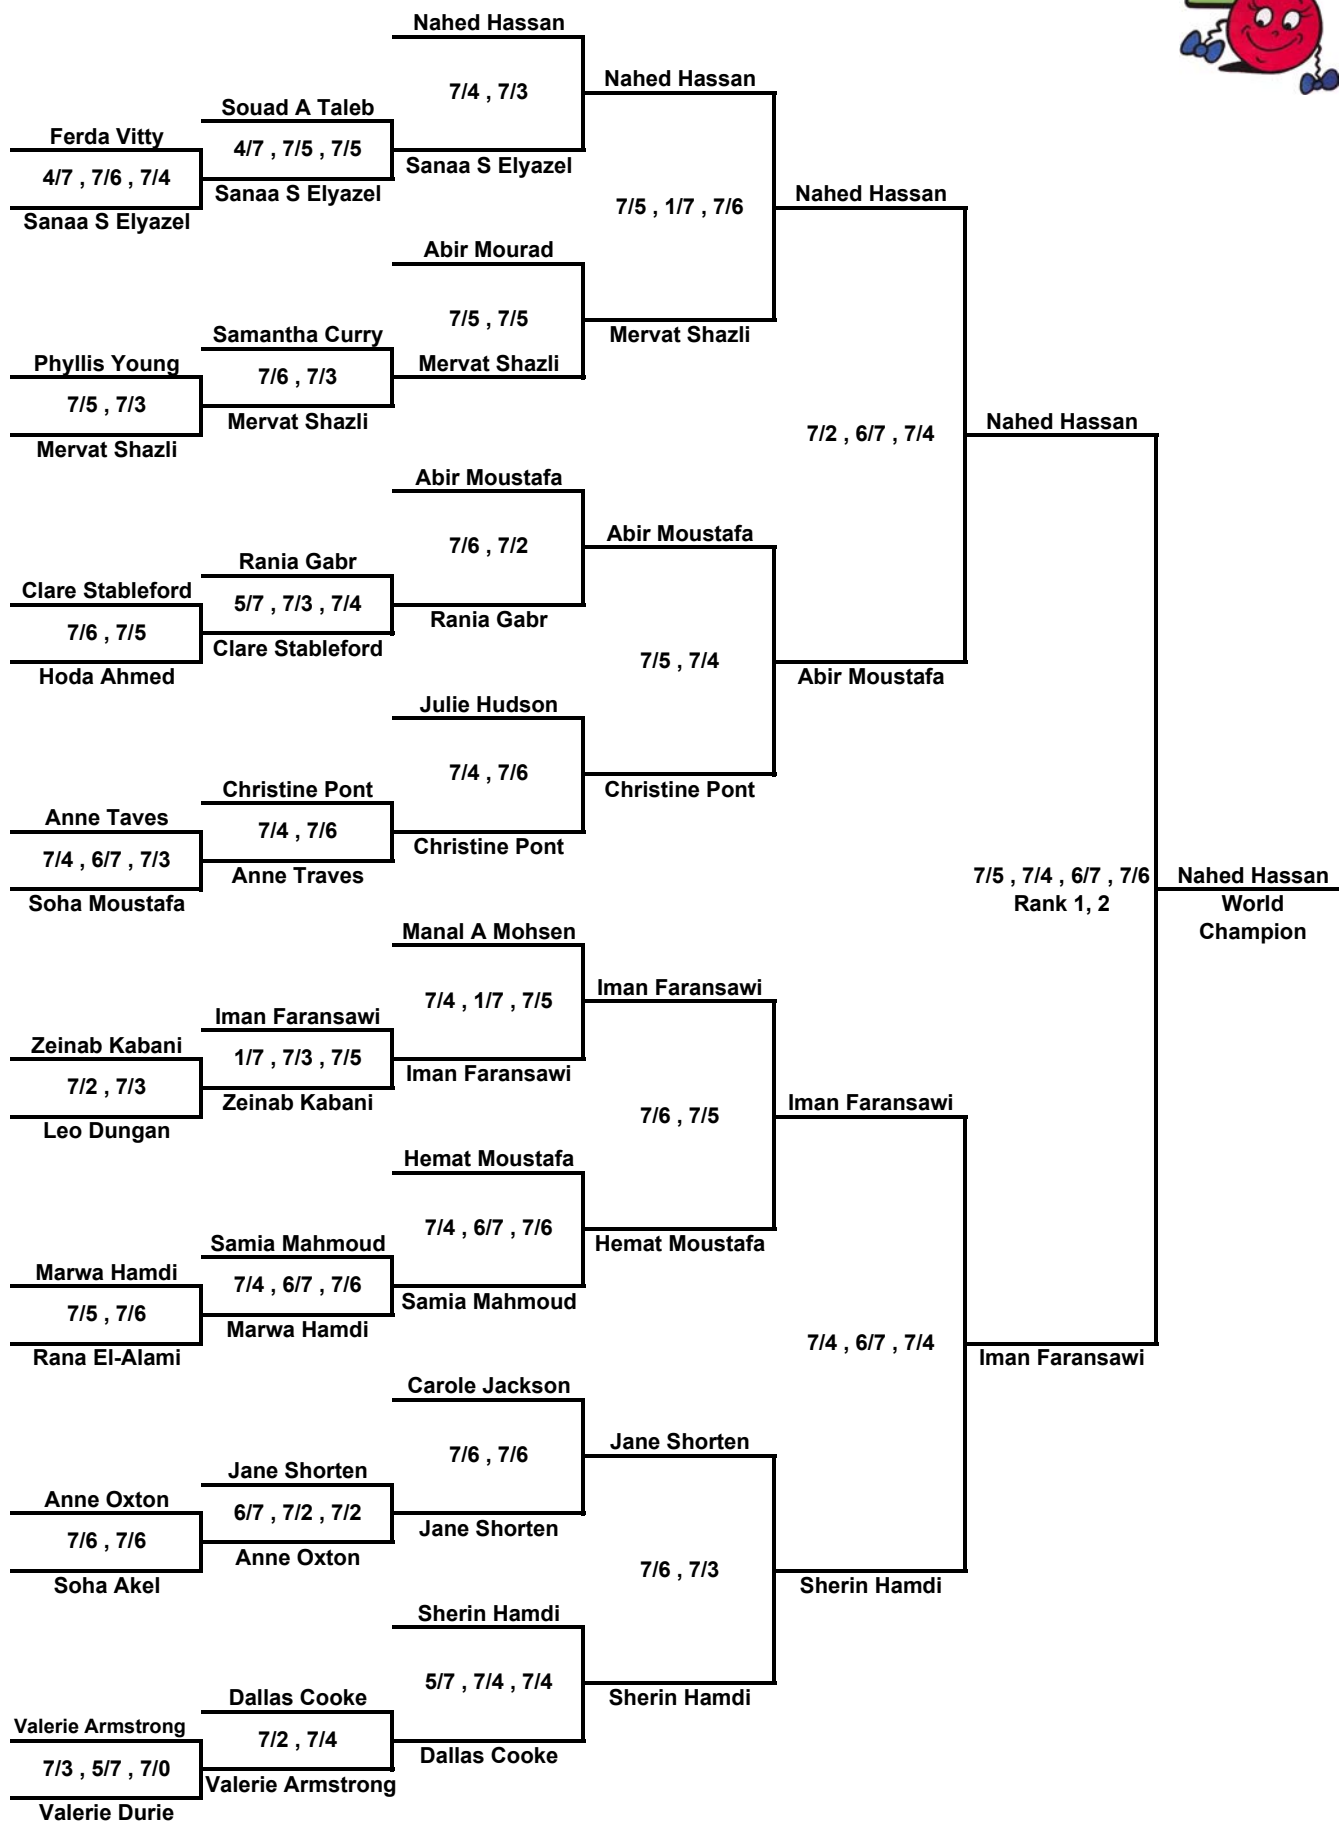 Nahed Hassan
7/4 , 7/3
Nahed Hassan
Souad A Taleb
Ferda Vitty
4/7 , 7/5 , 7/5
Sanaa S Elyazel
4/7 , 7/6 , 7/4
Sanaa S Elyazel
Sanaa S Elyazel
7/5 , 1/7 , 7/6
Nahed Hassan
Abir Mourad
7/5 , 7/5
Samantha Curry
Mervat Shazli
Phyllis Young
7/6 , 7/3
Mervat Shazli
7/5 , 7/3
Mervat Shazli
Mervat Shazli
7/2 , 6/7 , 7/4
Nahed Hassan
Abir Moustafa
7/6 , 7/2
Abir Moustafa
Rania Gabr
Clare Stableford
5/7 , 7/3 , 7/4
Rania Gabr
7/6 , 7/5
Clare Stableford
Hoda Ahmed
7/5 , 7/4
Abir Moustafa
Julie Hudson
7/4 , 7/6
Christine Pont
Christine Pont
Anne Taves
7/4 , 7/6
Christine Pont
7/4 , 6/7 , 7/3
Anne Traves
Soha Moustafa
7/5 , 7/4 , 6/7 , 7/6
Rank 1, 2
Nahed Hassan
World
Champion
Manal A Mohsen
7/4 , 1/7 , 7/5
Iman Faransawi
Iman Faransawi
Zeinab Kabani
1/7 , 7/3 , 7/5
Iman Faransawi
7/2 , 7/3
Zeinab Kabani
Leo Dungan
7/6 , 7/5
Iman Faransawi
Hemat Moustafa
7/4 , 6/7 , 7/6
Hemat Moustafa
Samia Mahmoud
Marwa Hamdi
7/4 , 6/7 , 7/6
Samia Mahmoud
7/5 , 7/6
Marwa Hamdi
Rana El-Alami
7/4 , 6/7 , 7/4
Iman Faransawi
Carole Jackson
7/6 , 7/6
Jane Shorten
Jane Shorten
Anne Oxton
6/7 , 7/2 , 7/2
Jane Shorten
7/6 , 7/6
Anne Oxton
Soha Akel
7/6 , 7/3
Sherin Hamdi
Sherin Hamdi
5/7 , 7/4 , 7/4
Sherin Hamdi
Dallas Cooke
Valerie Armstrong
7/2 , 7/4
Dallas Cooke
7/3 , 5/7 , 7/0
Valerie Armstrong
Valerie Durie